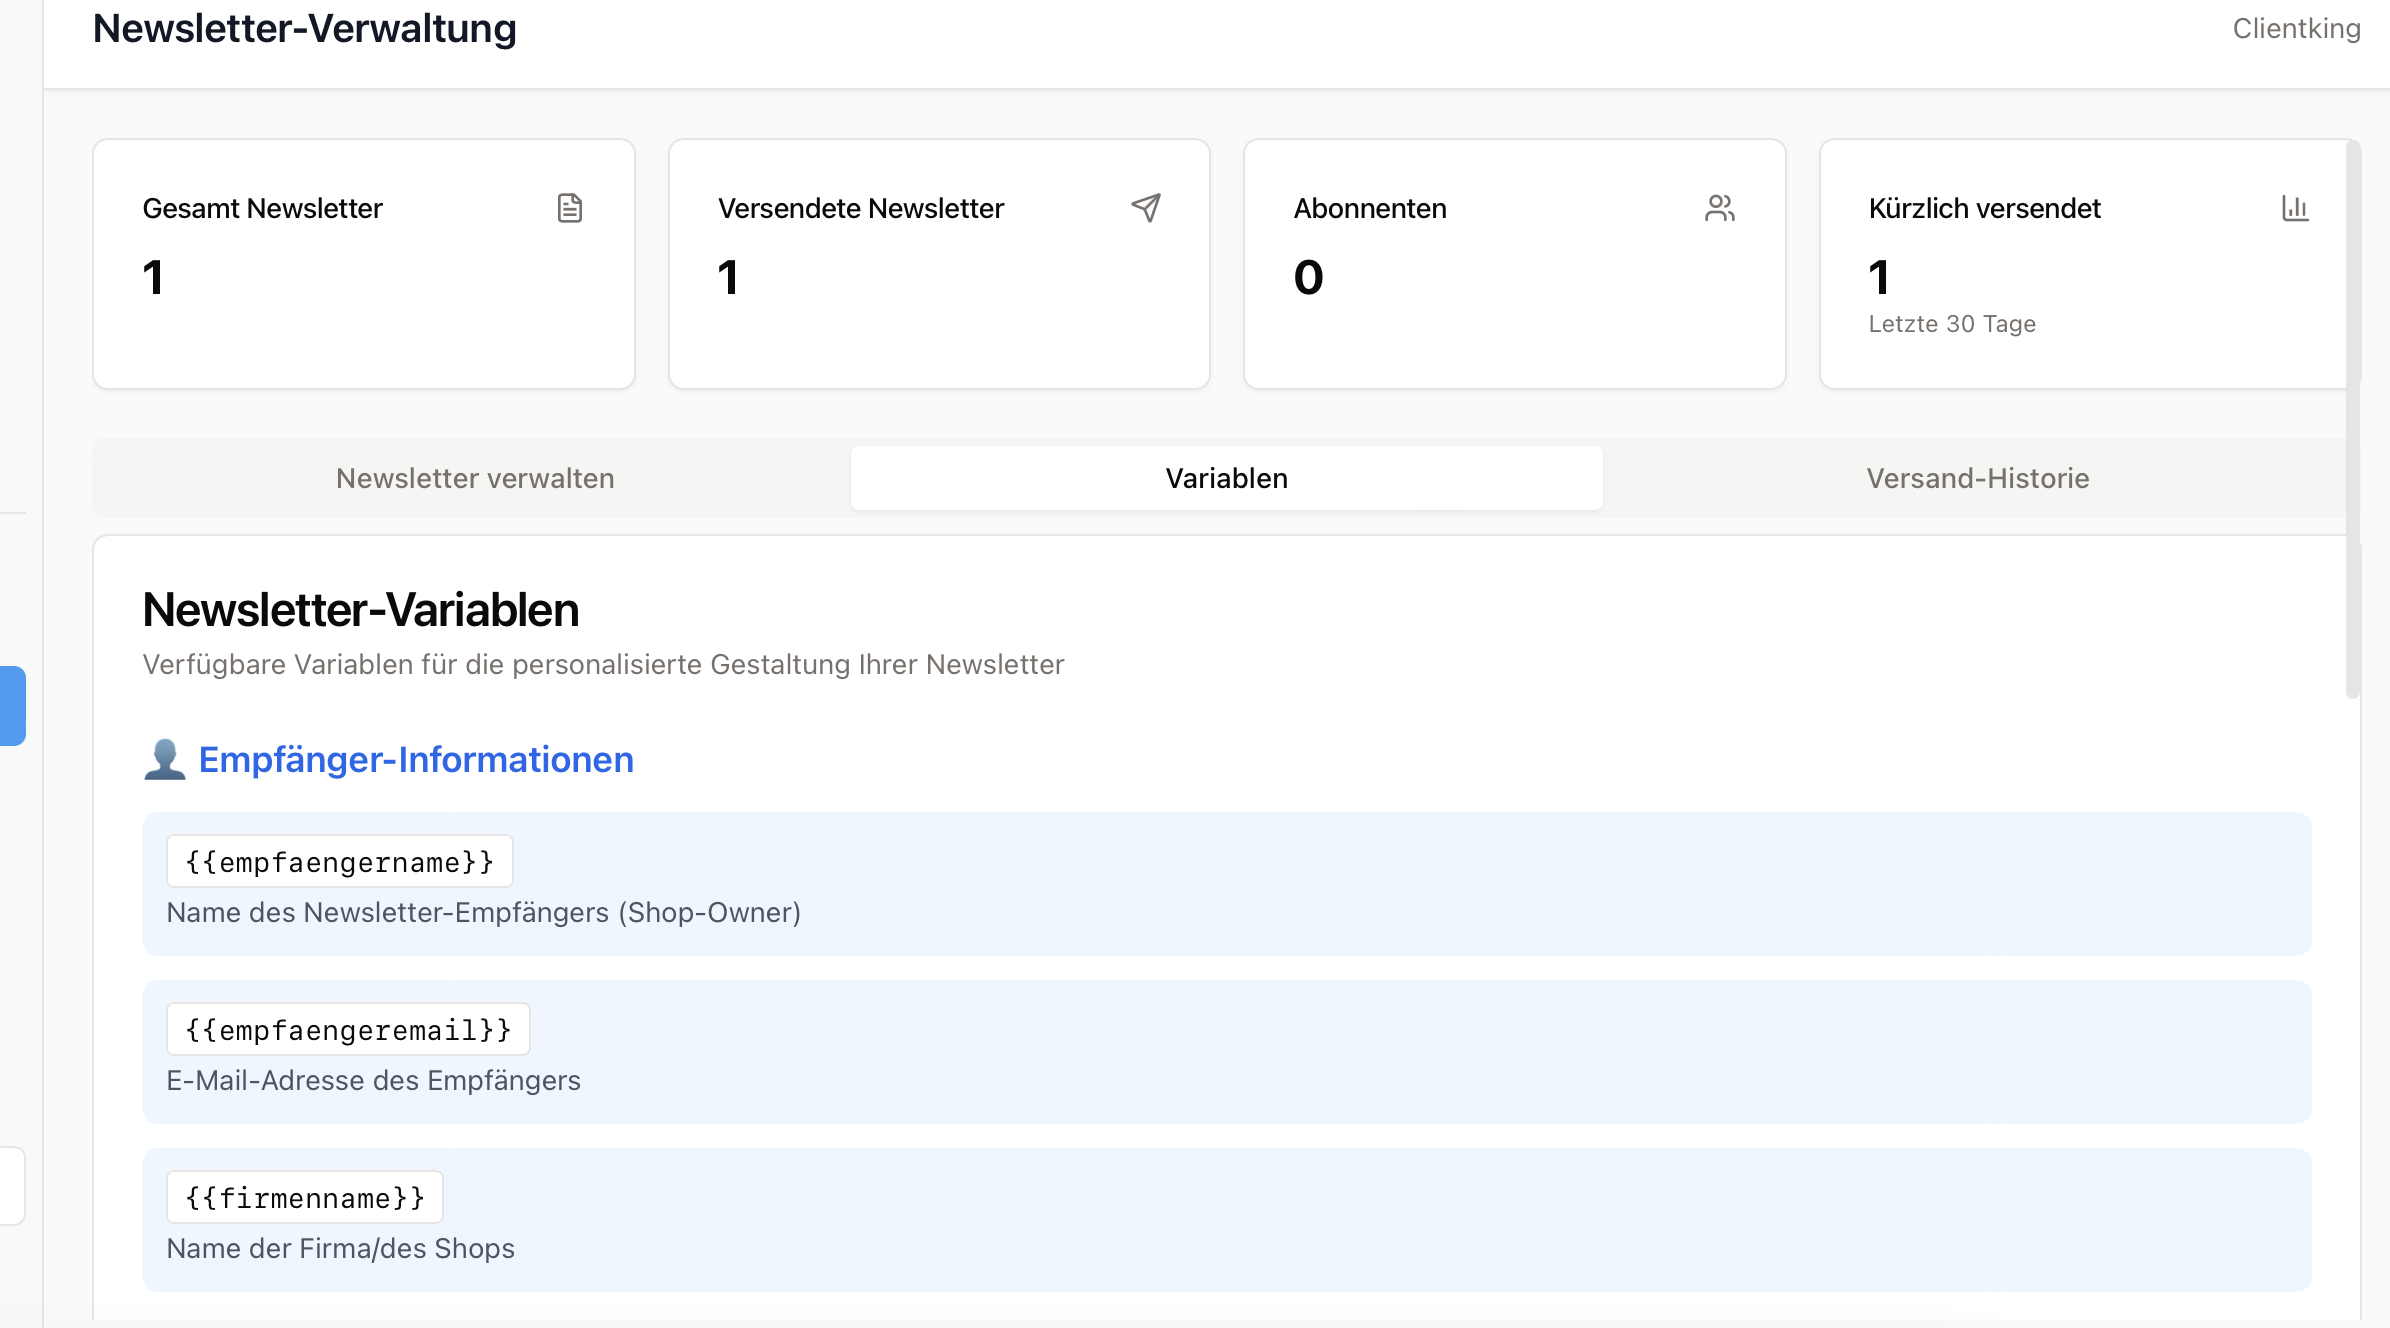 Newsletter-Verwaltung
Clientking
Gesamt Newsletter
1
Versendete Newsletter
1
Abonnenten
0
Kürzlich versendet
1
Letzte 30 Tage
Newsletter verwalten
Variablen
Versand-Historie
Newsletter-Variablen
Verfügbare Variablen für die personalisierte Gestaltung Ihrer Newsletter
Empfänger-Informationen
{{empfaengername}}
Name des Newsletter-Empfängers (Shop-Owner)
{{empfaengeremail}}
E-Mail-Adresse des Empfängers
{{firmenname}}
Name der Firma/des Shops